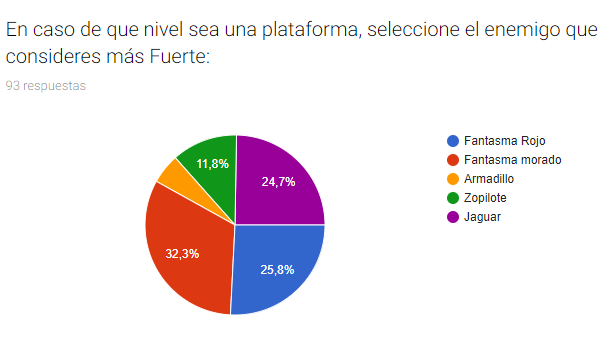 En caso de que nivel sea una plataforma, seleccione el enemigo que
consideres más Fuerte:
93 respuestas
11,8%
24,7%
32,3%
25,8%
Fantasma Rojo
Fantasma morado
Armadillo
Zopilote
Jaguar